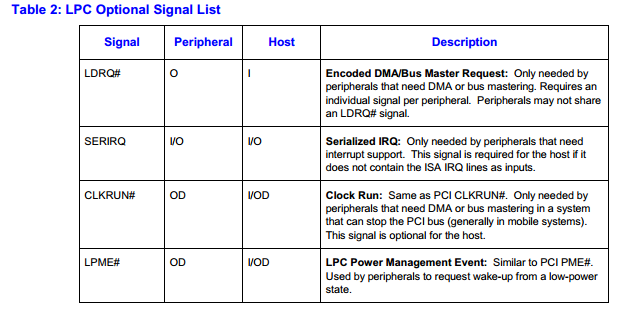 Table 2: LPC Optional Signal List
Signal Peripheral Host Description
LDRQ# O I Encoded DMA/Bus Master Request: Only needed by
peripherals that need DMA or bus mastering. Requires an
individual signal per peripheral. Peripherals may not share
an LDRQ# signal.
SERIRQ I/O I/O Serialized IRQ: Only needed by peripherals that need
interrupt support. This signal is required for the host if it
does not contain the ISA IRQ lines as inputs.
CLKRUN# OD I/OD Clock Run: Same as PCI CLKRUN#. Only needed by
peripherals that need DMA or bus mastering in a system
that can stop the PCI bus (generally in mobile systems).
This signal is optional for the host.
LPME# OD I/OD LPC Power Management Event: Similar to PCI PME#.
Used by peripherals to request wake-up from a low-power
state.